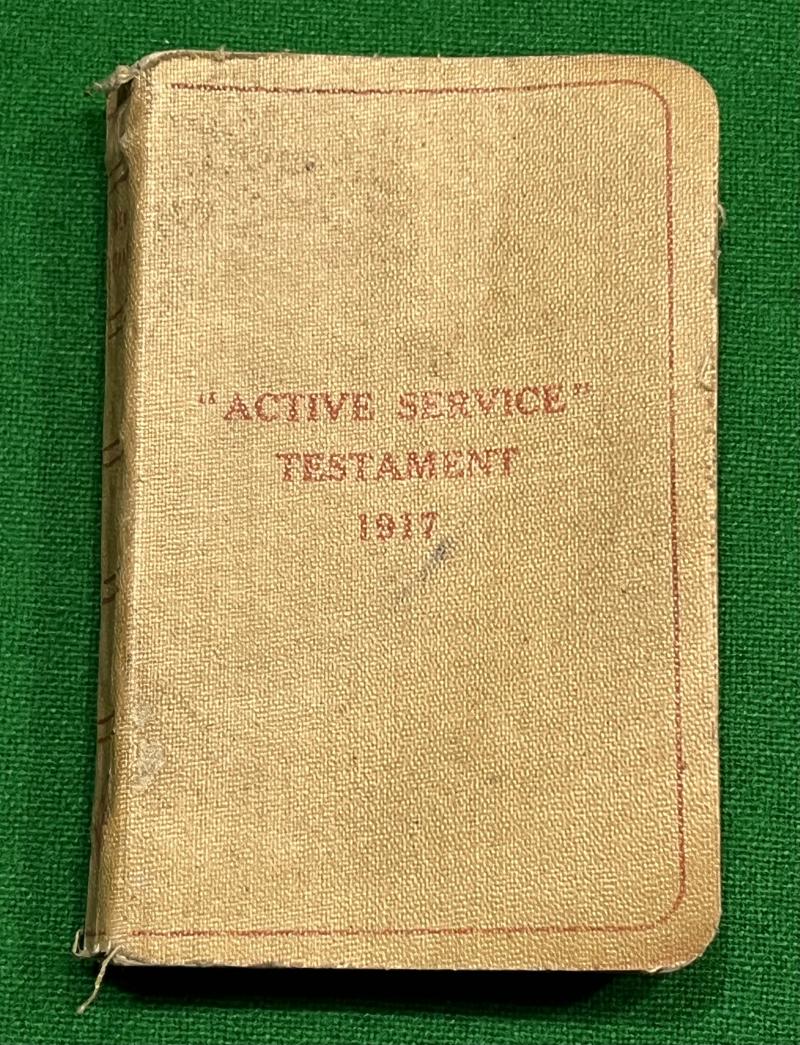 "ACTIVE SERVICE"
TESTAMENT
1917